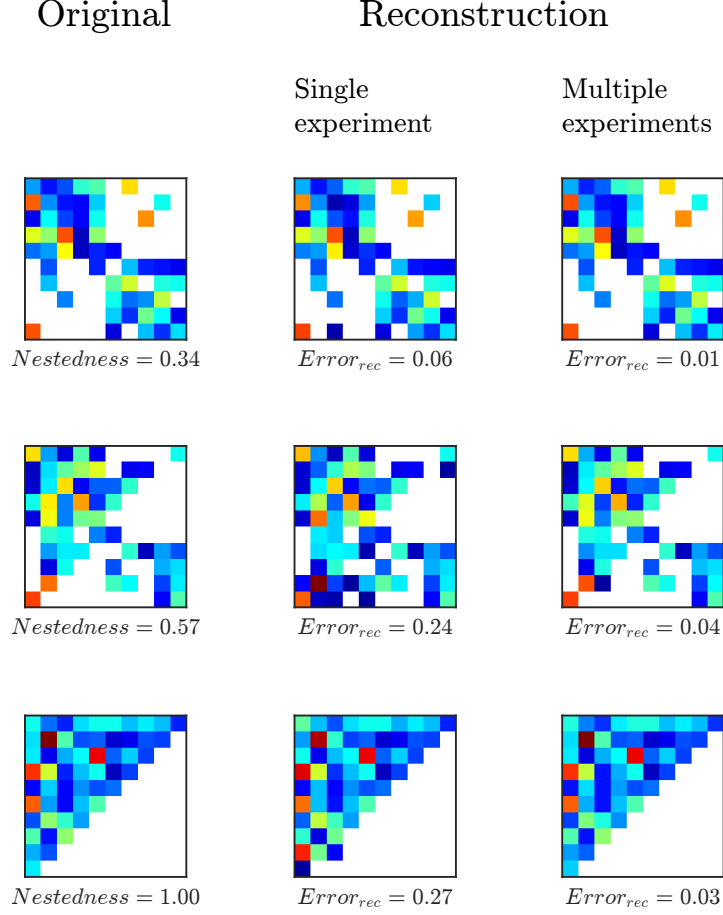 Original
Reconstruction
Single
experiment
Multiple
experiments
Nestedness = 0.34
Error_rec = 0.06
Error_rec = 0.01
Nestedness = 0.57
Error_rec = 0.24
Error_rec = 0.04
Nestedness = 1.00
Error_rec = 0.27
Error_rec = 0.03